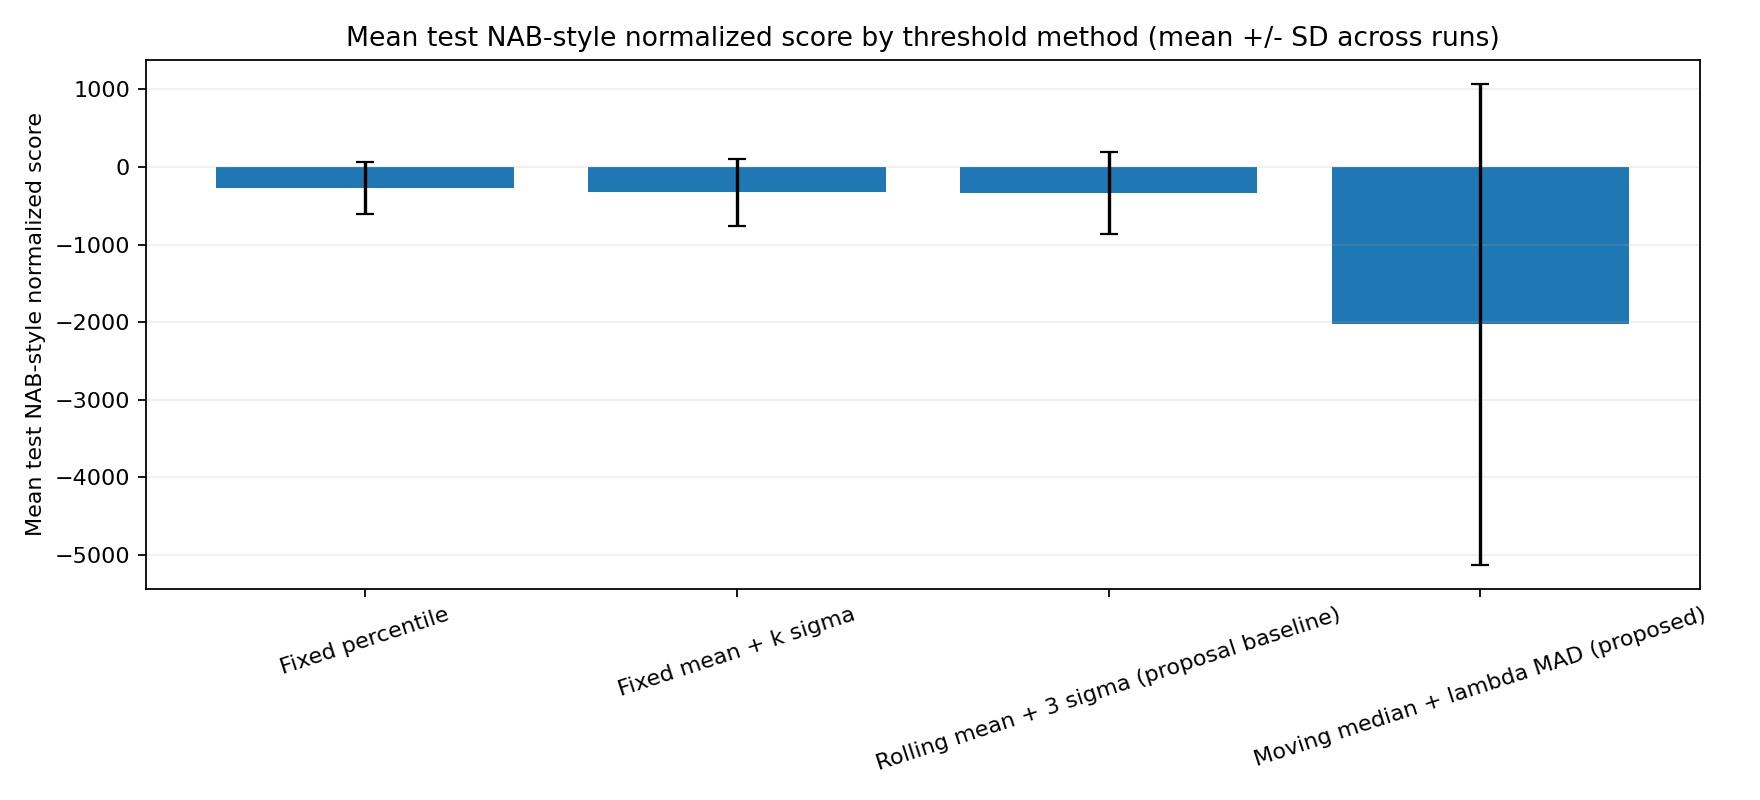 Mean test NAB-style normalized score by threshold method (mean +/- SD across runs)
Mean test NAB-style normalized score
1000
0
−1000
−2000
−3000
−4000
−5000
Fixed percentile
Fixed mean + k sigma
Rolling mean + 3 sigma (proposal baseline)
Moving median + lambda MAD (proposed)